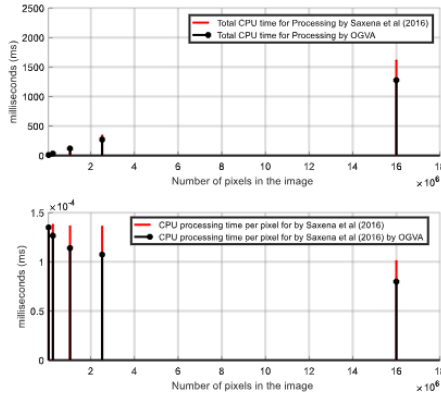 2500
Total CPU time for Processing by Saxena et al (2016)
Total CPU time for Processing by OGVA
2000
1500
1000
500
0
milliseconds (ms)
2 4 6 8 10 12 14 16 18
Number of pixels in the image
×10⁶
×10⁻⁴
1.5
CPU processing time per pixel for by Saxena et al (2016)
CPU processing time per pixel for by Saxena et al (2016) by OGVA
1
0.5
0
milliseconds (ms)
2 4 6 8 10 12 14 16 18
Number of pixels in the image
×10⁶